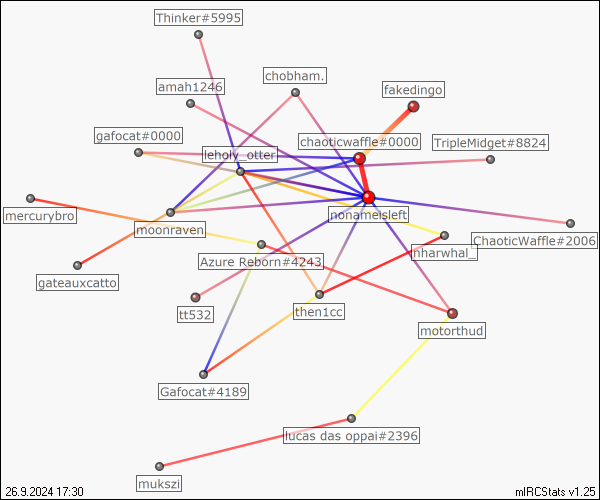 Thinker#5995
chobham.
amah1246
fakedingo
gafocat#0000
chaoticwaffle#0000
TripleMidget#8824
leholy_otter
mercurybro
moonraven
nonameisleft
ChaoticWaffle#2006
nharwhal_
Azure Reborn#4243
gateauxcatto
tt532
then1cc
motorthud
Gafocat#4189
lucas das oppai#2396
mukszi
26.9.2024 17:30
mIRCStats v1.25